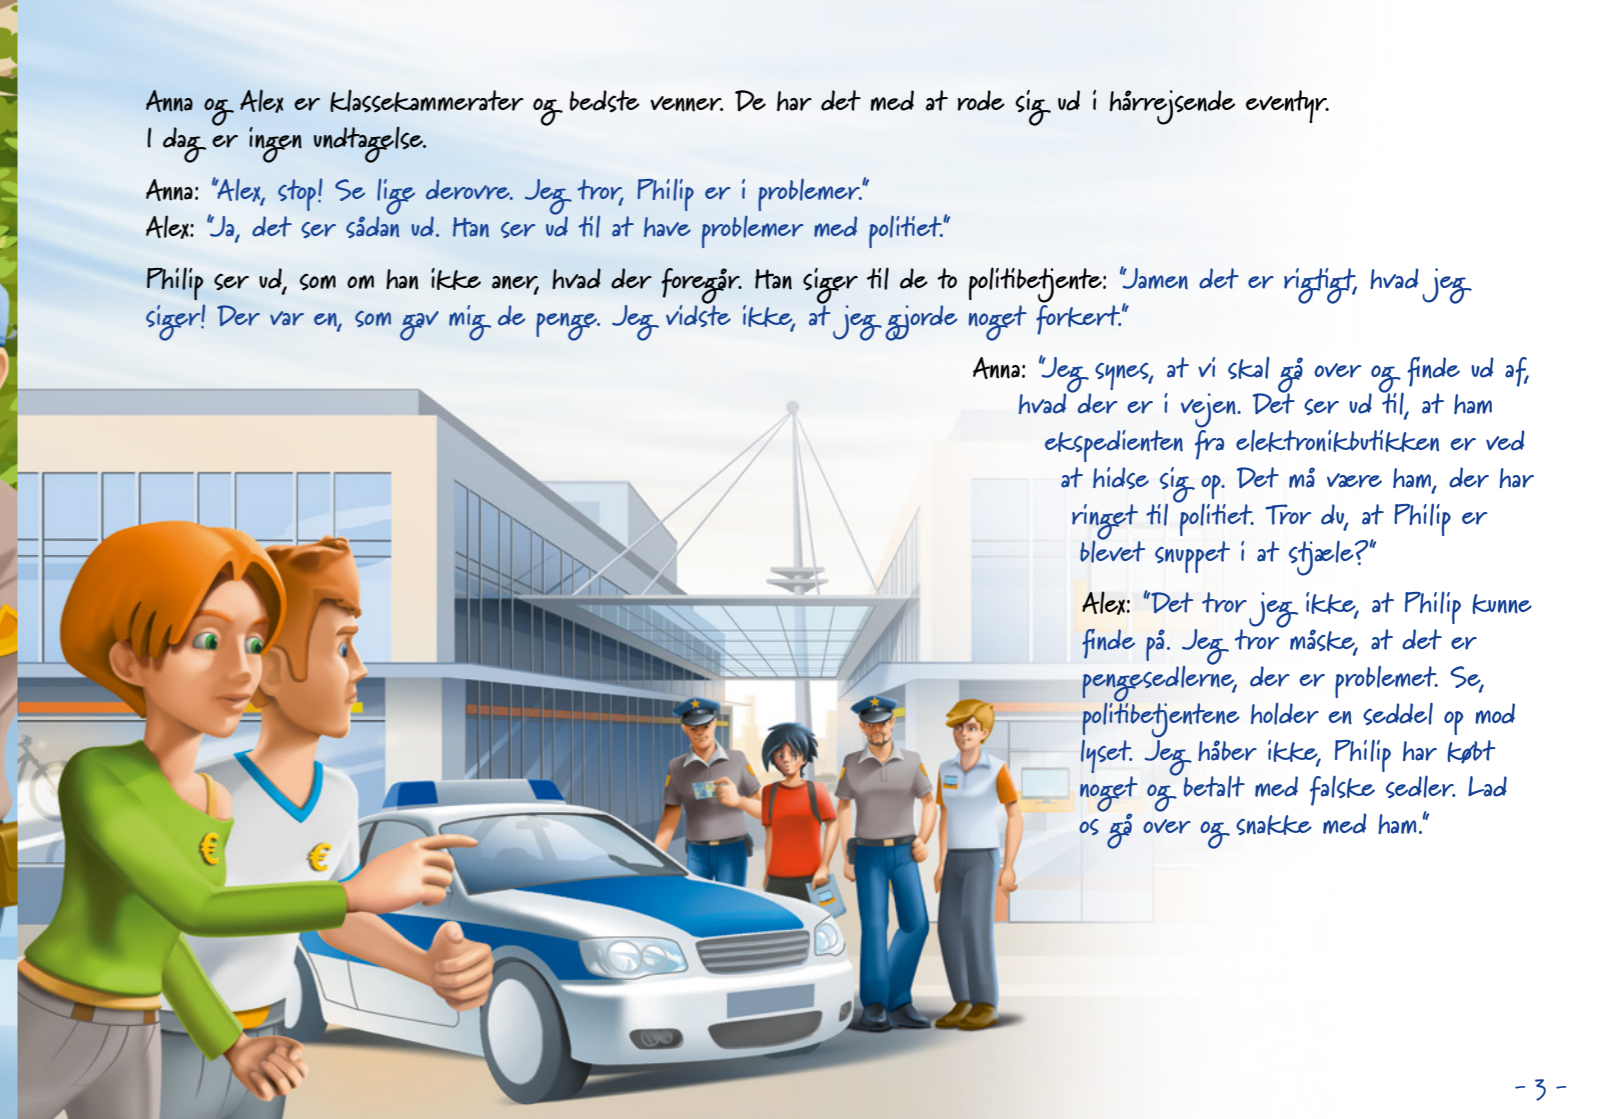 Anna og Alex er klassekammerater og bedste venner. De har det med at rode sig ud i hårrejsende eventyr.
I dag er ingen undtagelse.
Anna: "Alex, stop! Se lige derovre. Jeg tror, Philip er i problemer."
Alex: "Ja, det ser sådan ud. Han ser ud til at have problemer med politiet."
Philip ser ud, som om han ikke aner, hvad der foregår. Han siger til de to politibetjente: "Jamen det er rigtigt, hvad jeg
siger! Der var en, som gav mig de penge. Jeg vidste ikke, at jeg gjorde noget forkert."
Anna: "Jeg synes, at vi skal gå over og finde ud af,
hvad der er i vejen. Det ser ud til, at ham
ekspedienten fra elektronikbutikken er ved
at hidse sig op. Det må være ham, der har
ringet til politiet. Tror du, at Philip er
blevet snuppet i at stjæle?"
Alex: "Det tror jeg ikke, at Philip kunne
finde på. Jeg tror måske, at det er
pengesedlerne, der er problemet. Se,
politibetjentene holder en seddel op mod
lyset. Jeg håber ikke, Philip har købt
noget og betalt med falske sedler. Lad
os gå over og snakke med ham."
€
€
- 3 -